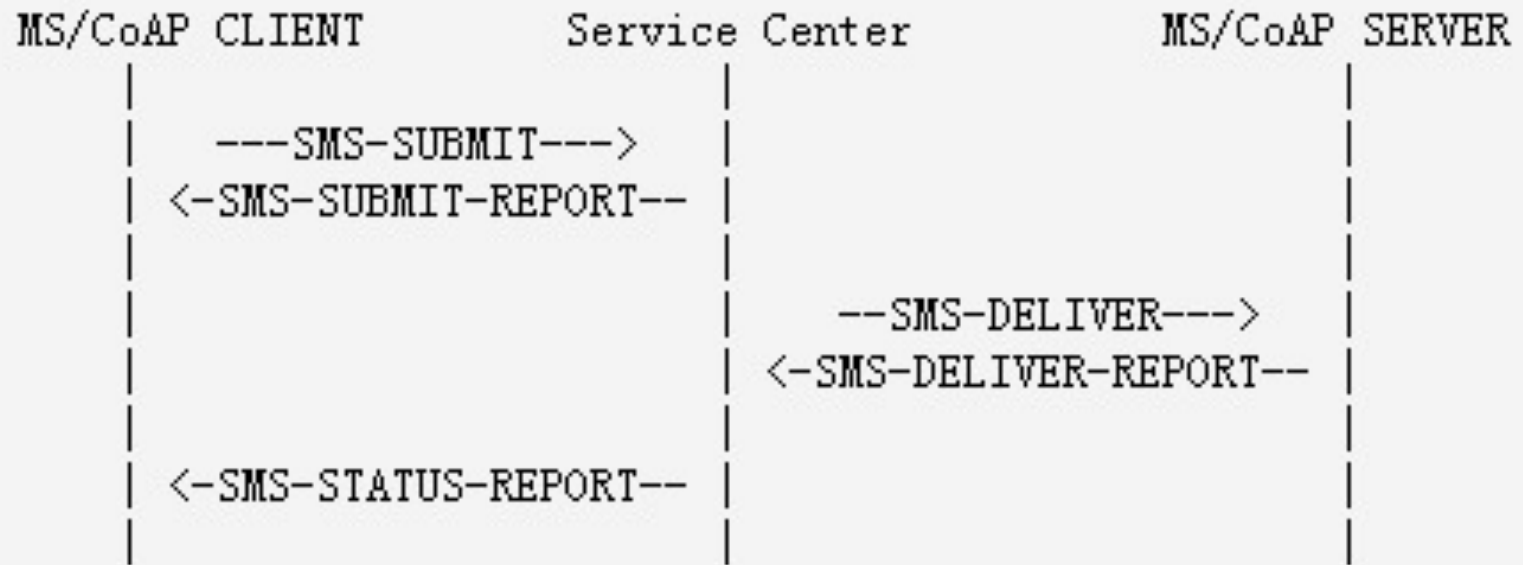 MS/CoAP CLIENT Service Center MS/CoAP SERVER
---SMS-SUBMIT--->
<-SMS-SUBMIT-REPORT--
--SMS-DELIVER--->
<-SMS-DELIVER-REPORT--
<-SMS-STATUS-REPORT--